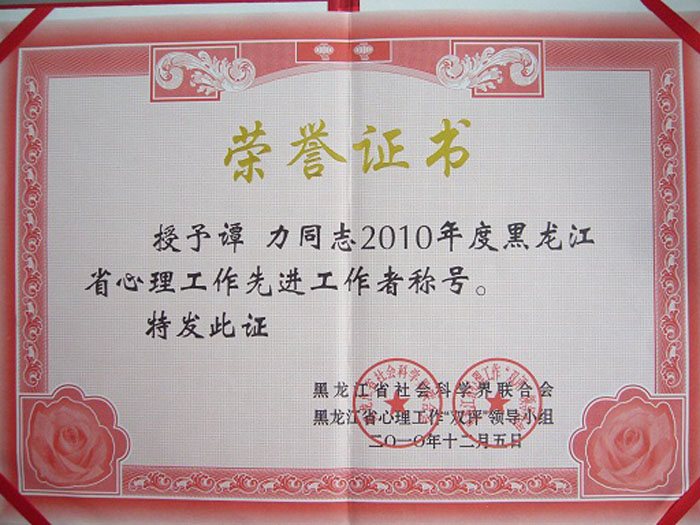 荣誉证书
授予谭 力同志2010年度黑龙江
省心理工作先进工作者称号。
特发此证
黑龙江省社会科学界联合会
黑龙江省心理工作“双评”领导小组
二〇一〇年十二月五日